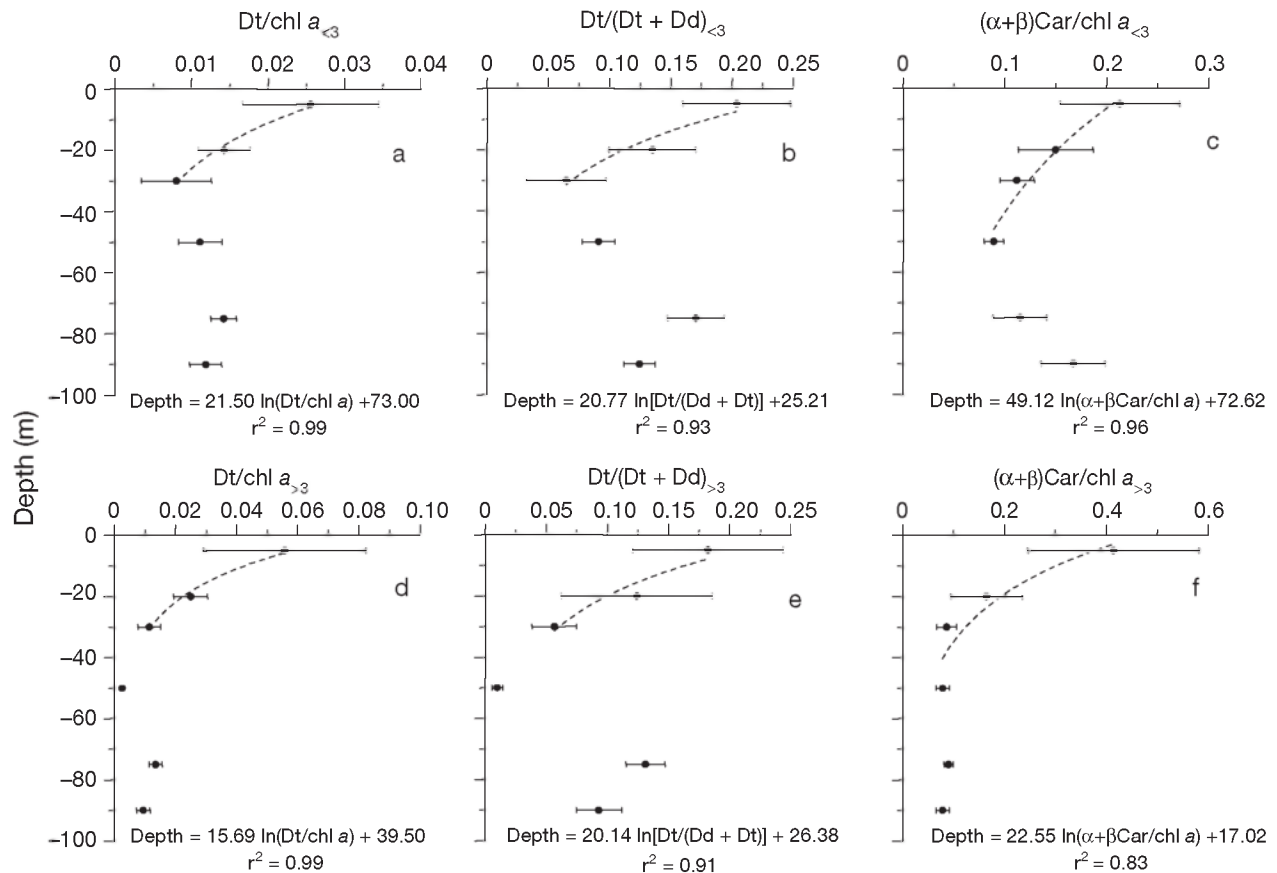 Dt/chl a<3
Dt/(Dt + Dd)<3
(α+β)Car/chl a<3
0 0.01 0.02 0.03 0.04
0 0.05 0.10 0.15 0.20 0.25
0 0.1 0.2 0.3
0
−20
−40
−60
−80
−100
a
b
c
Depth = 21.50 ln(Dt/chl a) +73.00
r² = 0.99
Depth = 20.77 ln[Dt/(Dd + Dt)] +25.21
r² = 0.93
Depth = 49.12 ln(α+βCar/chl a) +72.62
r² = 0.96
Depth (m)
Dt/chl a>3
Dt/(Dt + Dd)>3
(α+β)Car/chl a>3
0 0.02 0.04 0.06 0.08 0.10
0 0.05 0.10 0.15 0.20 0.25
0 0.2 0.4 0.6
0
−20
−40
−60
−80
−100
d
e
f
Depth = 15.69 ln(Dt/chl a) + 39.50
r² = 0.99
Depth = 20.14 ln[Dt/(Dd + Dt)] + 26.38
r² = 0.91
Depth = 22.55 ln(α+βCar/chl a) +17.02
r² = 0.83